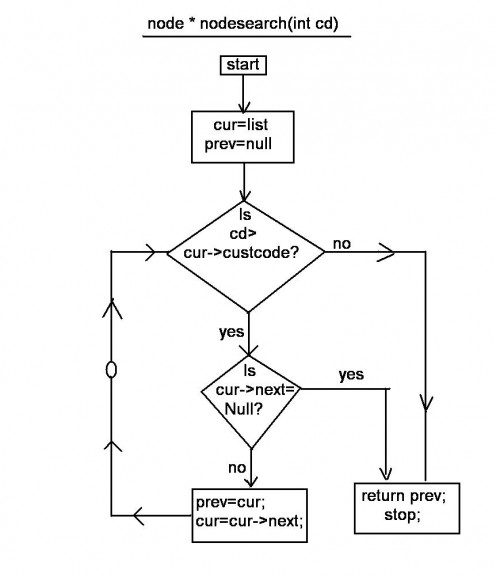 node * nodesearch(int cd)
start
cur=list
prev=null
Is
cd>
cur->custcode?
no
yes
Is
cur->next=
Null?
yes
no
prev=cur;
cur=cur->next;
return prev;
stop;